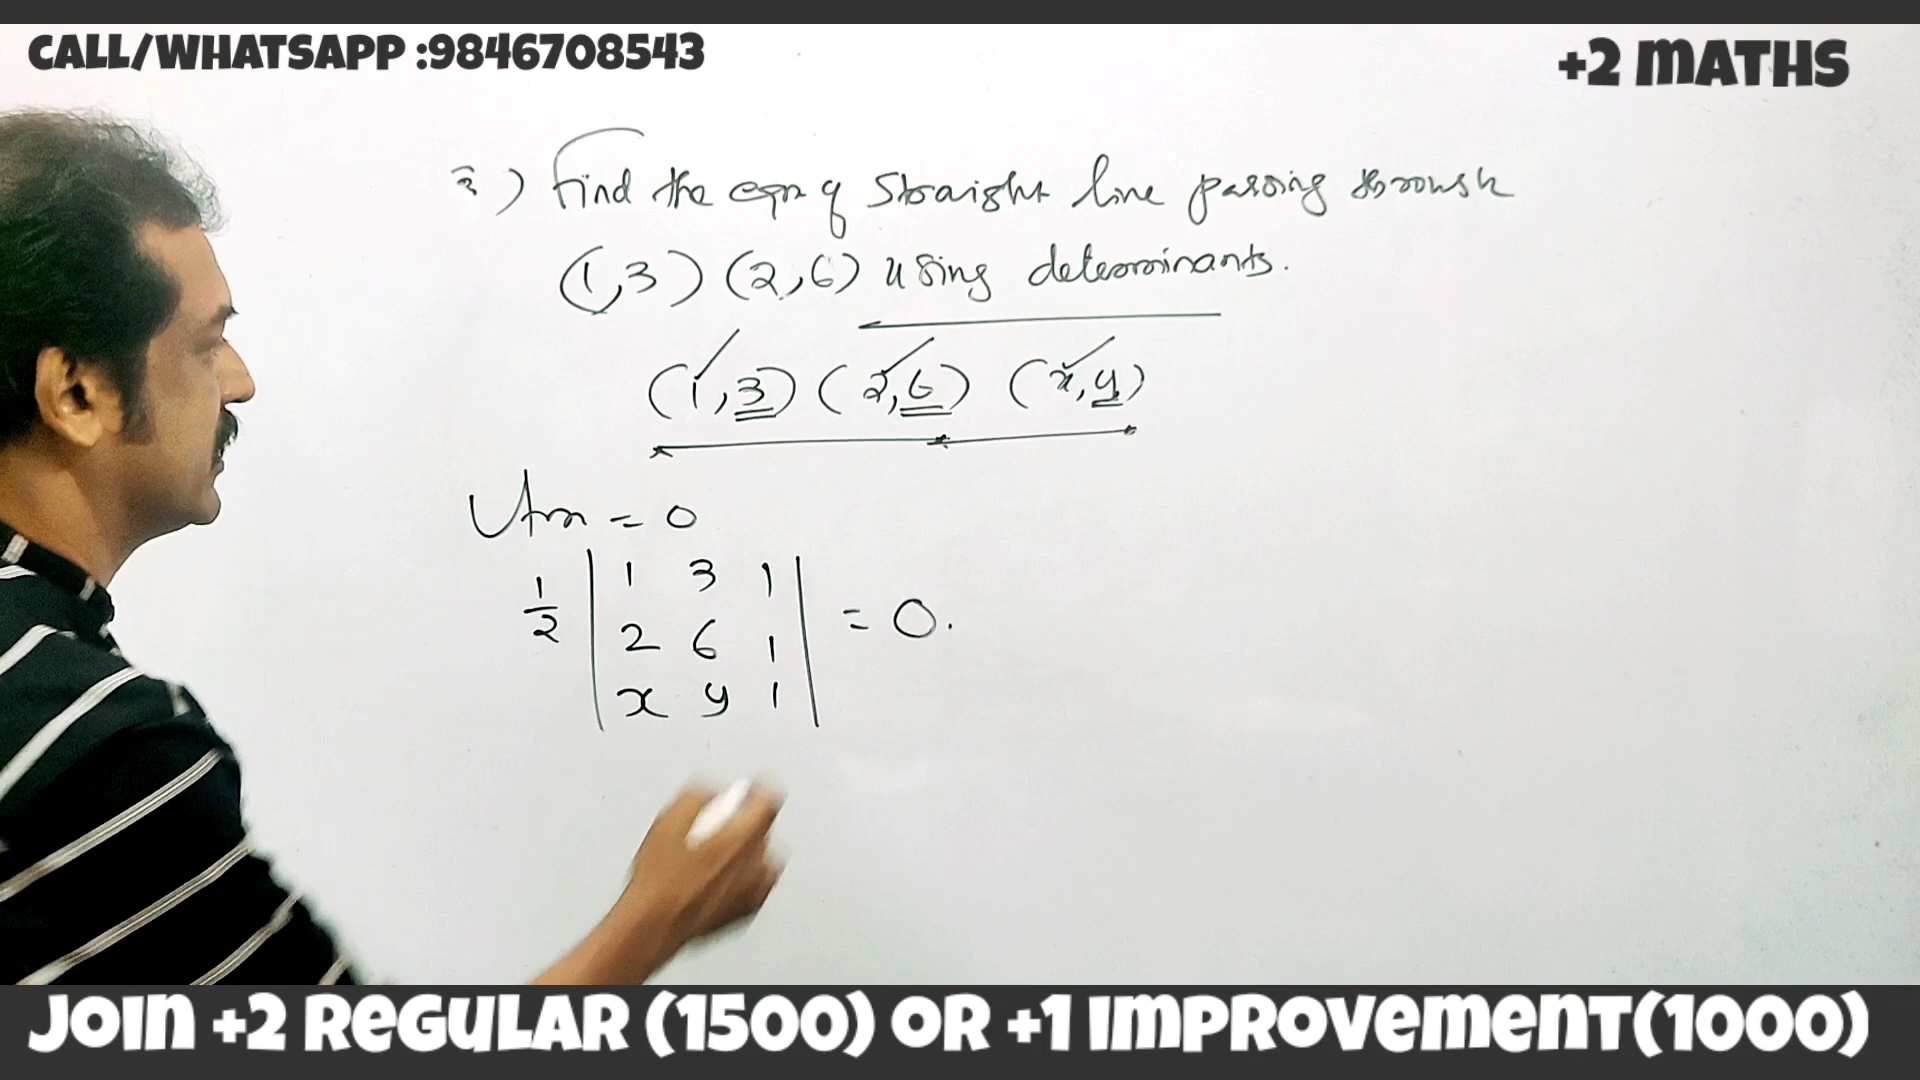 CALL/WHATSAPP :9846708543
+2 MATHS
Find the eqn of Straight line passing through
(1,3) (2,6) using determinants.
(1,3) (2,6) (x,y)
= 0
1/2 | 1 3 1 | = 0.
2 6 1
x y 1
JOIN +2 REGULAR (1500) OR +1 IMPROVEMENT(1000)